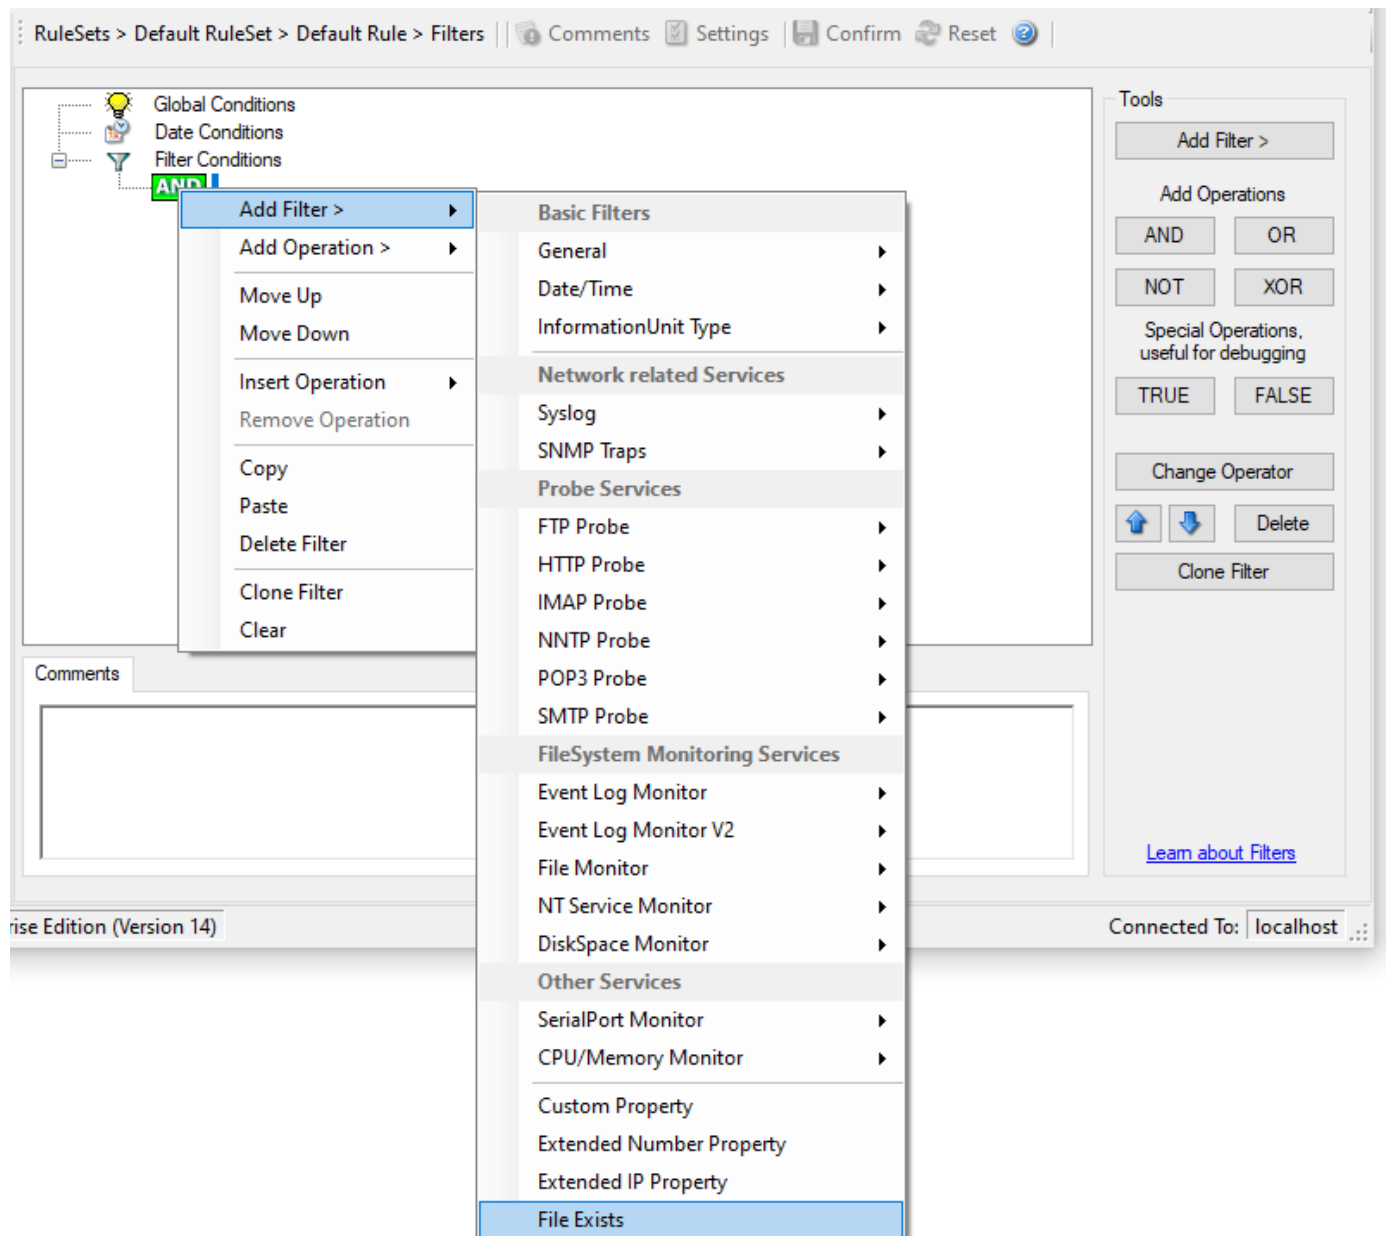 RuleSets > Default RuleSet > Default Rule > Filters Comments Settings Confirm Reset
Global Conditions
Date Conditions
Filter Conditions
AND
Add Filter >
Add Operation >
Move Up
Move Down
Insert Operation
Remove Operation
Copy
Paste
Delete Filter
Clone Filter
Clear
Basic Filters
General
Date/Time
InformationUnit Type
Network related Services
Syslog
SNMP Traps
Probe Services
FTP Probe
HTTP Probe
IMAP Probe
NNTP Probe
POP3 Probe
SMTP Probe
FileSystem Monitoring Services
Event Log Monitor
Event Log Monitor V2
File Monitor
NT Service Monitor
DiskSpace Monitor
Other Services
SerialPort Monitor
CPU/Memory Monitor
Custom Property
Extended Number Property
Extended IP Property
File Exists
Tools
Add Filter >
Add Operations
AND OR
NOT XOR
Special Operations,
useful for debugging
TRUE FALSE
Change Operator
Delete
Clone Filter
Learn about Filters
Comments
rise Edition (Version 14)
Connected To: localhost